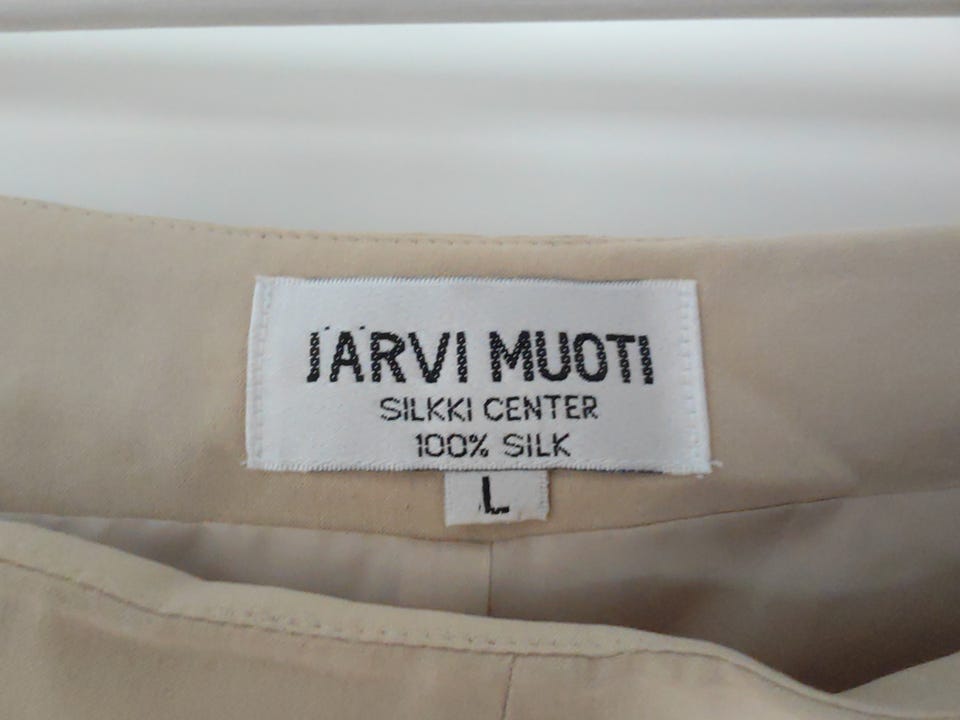 JÄRVI MUOTI
SILKKI CENTER
100% SILK
L